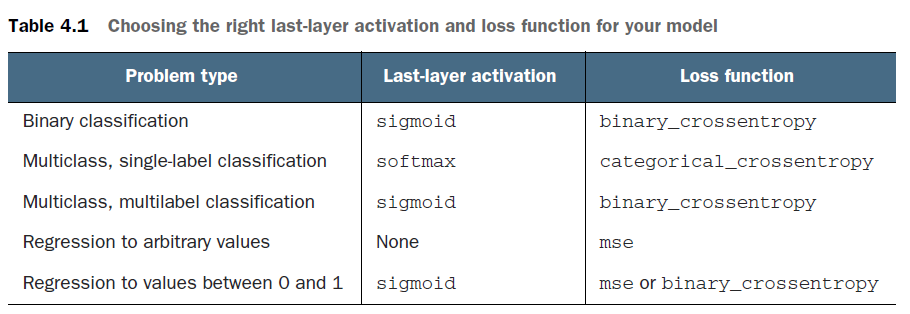 Table 4.1 Choosing the right last-layer activation and loss function for your model
Problem type Last-layer activation Loss function
Binary classification sigmoid binary_crossentropy
Multiclass, single-label classification softmax categorical_crossentropy
Multiclass, multilabel classification sigmoid binary_crossentropy
Regression to arbitrary values None mse
Regression to values between 0 and 1 sigmoid mse or binary_crossentropy